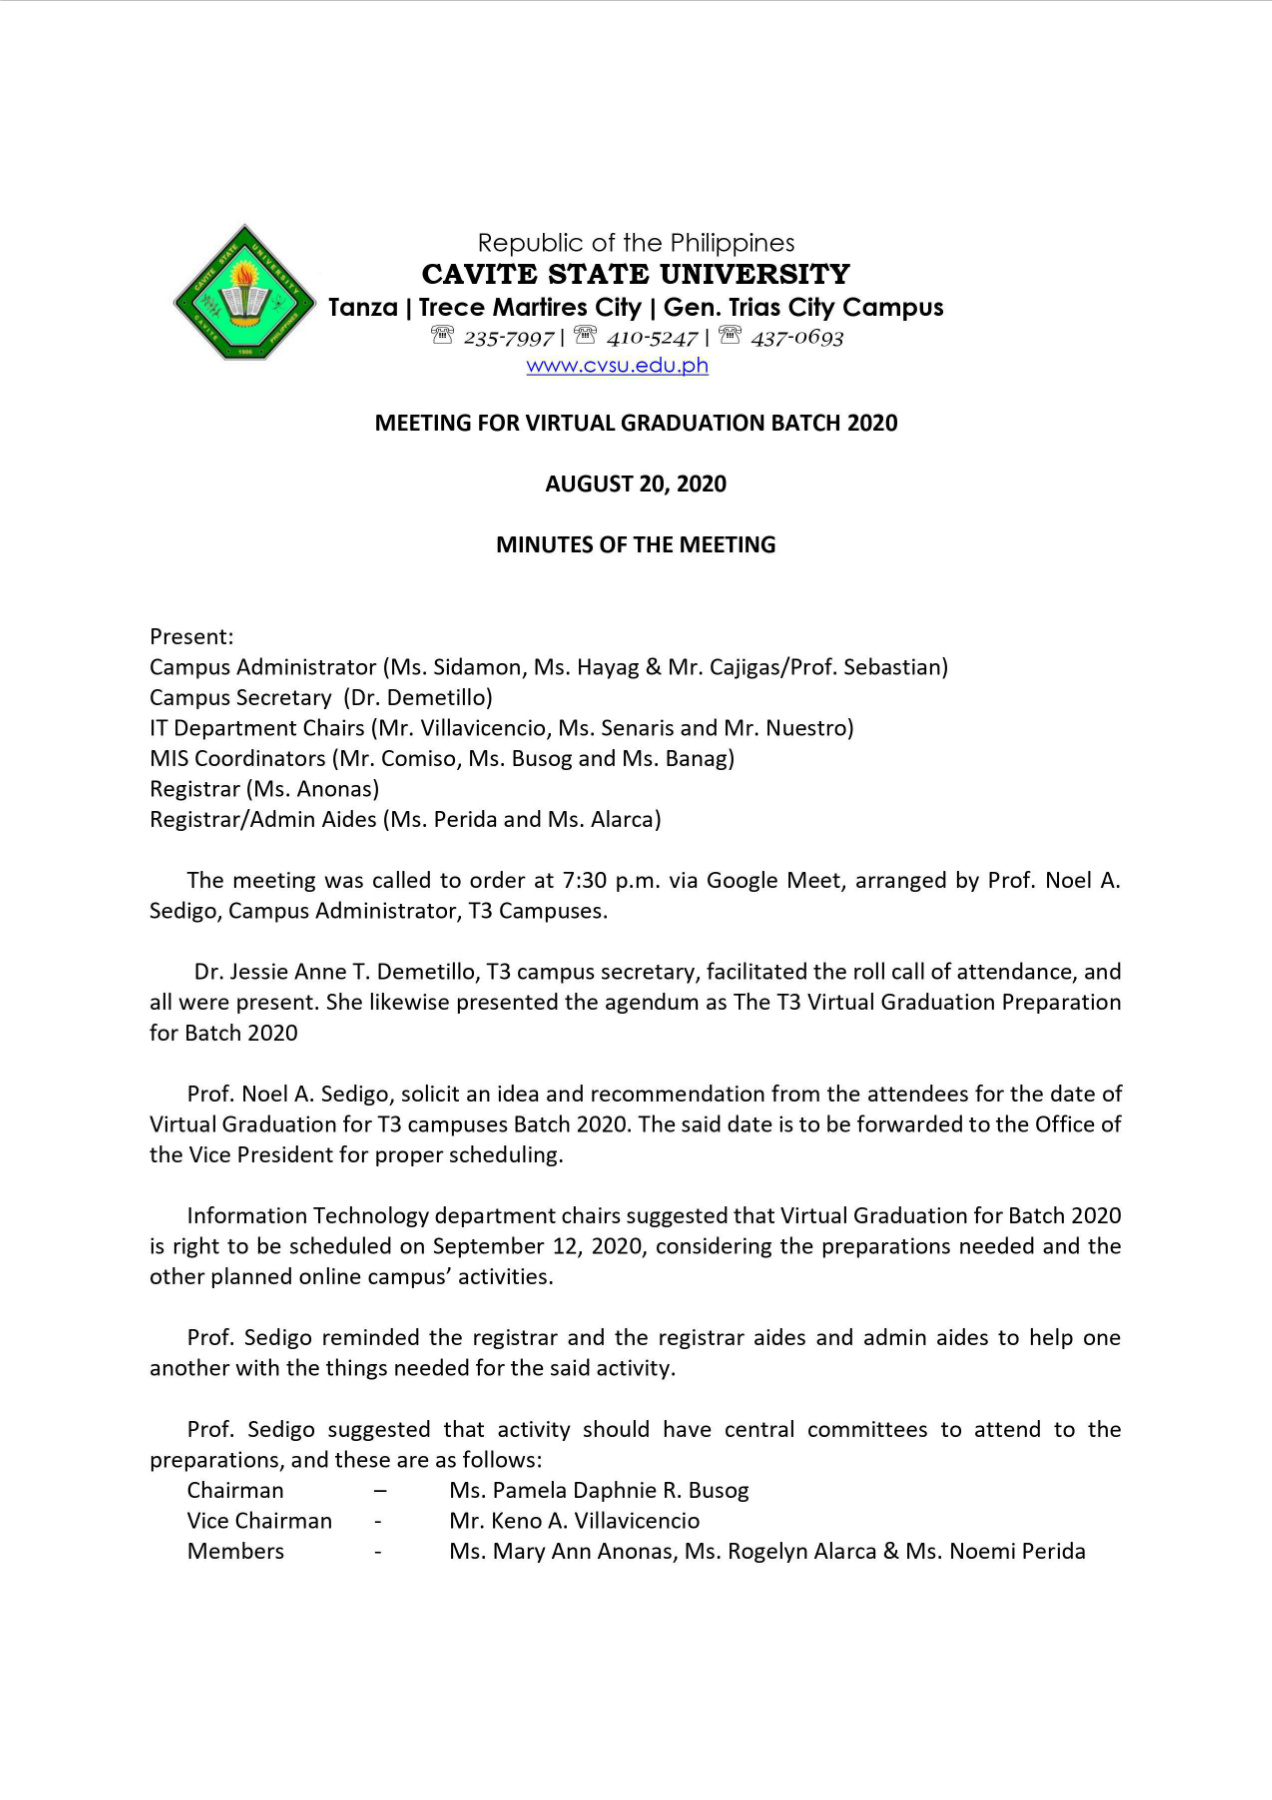 CAVITE STATE UNIVERSITY
CAVITE
PHILIPPINES
1906
Republic of the Philippines
CAVITE STATE UNIVERSITY
Tanza | Trece Martires City | Gen. Trias City Campus
☏ 235-7997 | ☏ 410-5247 | ☏ 437-0693
www.cvsu.edu.ph
MEETING FOR VIRTUAL GRADUATION BATCH 2020
AUGUST 20, 2020
MINUTES OF THE MEETING
Present:
Campus Administrator (Ms. Sidamon, Ms. Hayag & Mr. Cajigas/Prof. Sebastian)
Campus Secretary (Dr. Demetillo)
IT Department Chairs (Mr. Villavicencio, Ms. Senaris and Mr. Nuestro)
MIS Coordinators (Mr. Comiso, Ms. Busog and Ms. Banag)
Registrar (Ms. Anonas)
Registrar/Admin Aides (Ms. Perida and Ms. Alarca)
The meeting was called to order at 7:30 p.m. via Google Meet, arranged by Prof. Noel A.
Sedigo, Campus Administrator, T3 Campuses.
Dr. Jessie Anne T. Demetillo, T3 campus secretary, facilitated the roll call of attendance, and
all were present. She likewise presented the agendum as The T3 Virtual Graduation Preparation
for Batch 2020
Prof. Noel A. Sedigo, solicit an idea and recommendation from the attendees for the date of
Virtual Graduation for T3 campuses Batch 2020. The said date is to be forwarded to the Office of
the Vice President for proper scheduling.
Information Technology department chairs suggested that Virtual Graduation for Batch 2020
is right to be scheduled on September 12, 2020, considering the preparations needed and the
other planned online campus’ activities.
Prof. Sedigo reminded the registrar and the registrar aides and admin aides to help one
another with the things needed for the said activity.
Prof. Sedigo suggested that activity should have central committees to attend to the
preparations, and these are as follows:
Chairman – Ms. Pamela Daphnie R. Busog
Vice Chairman - Mr. Keno A. Villavicencio
Members - Ms. Mary Ann Anonas, Ms. Rogelyn Alarca & Ms. Noemi Perida